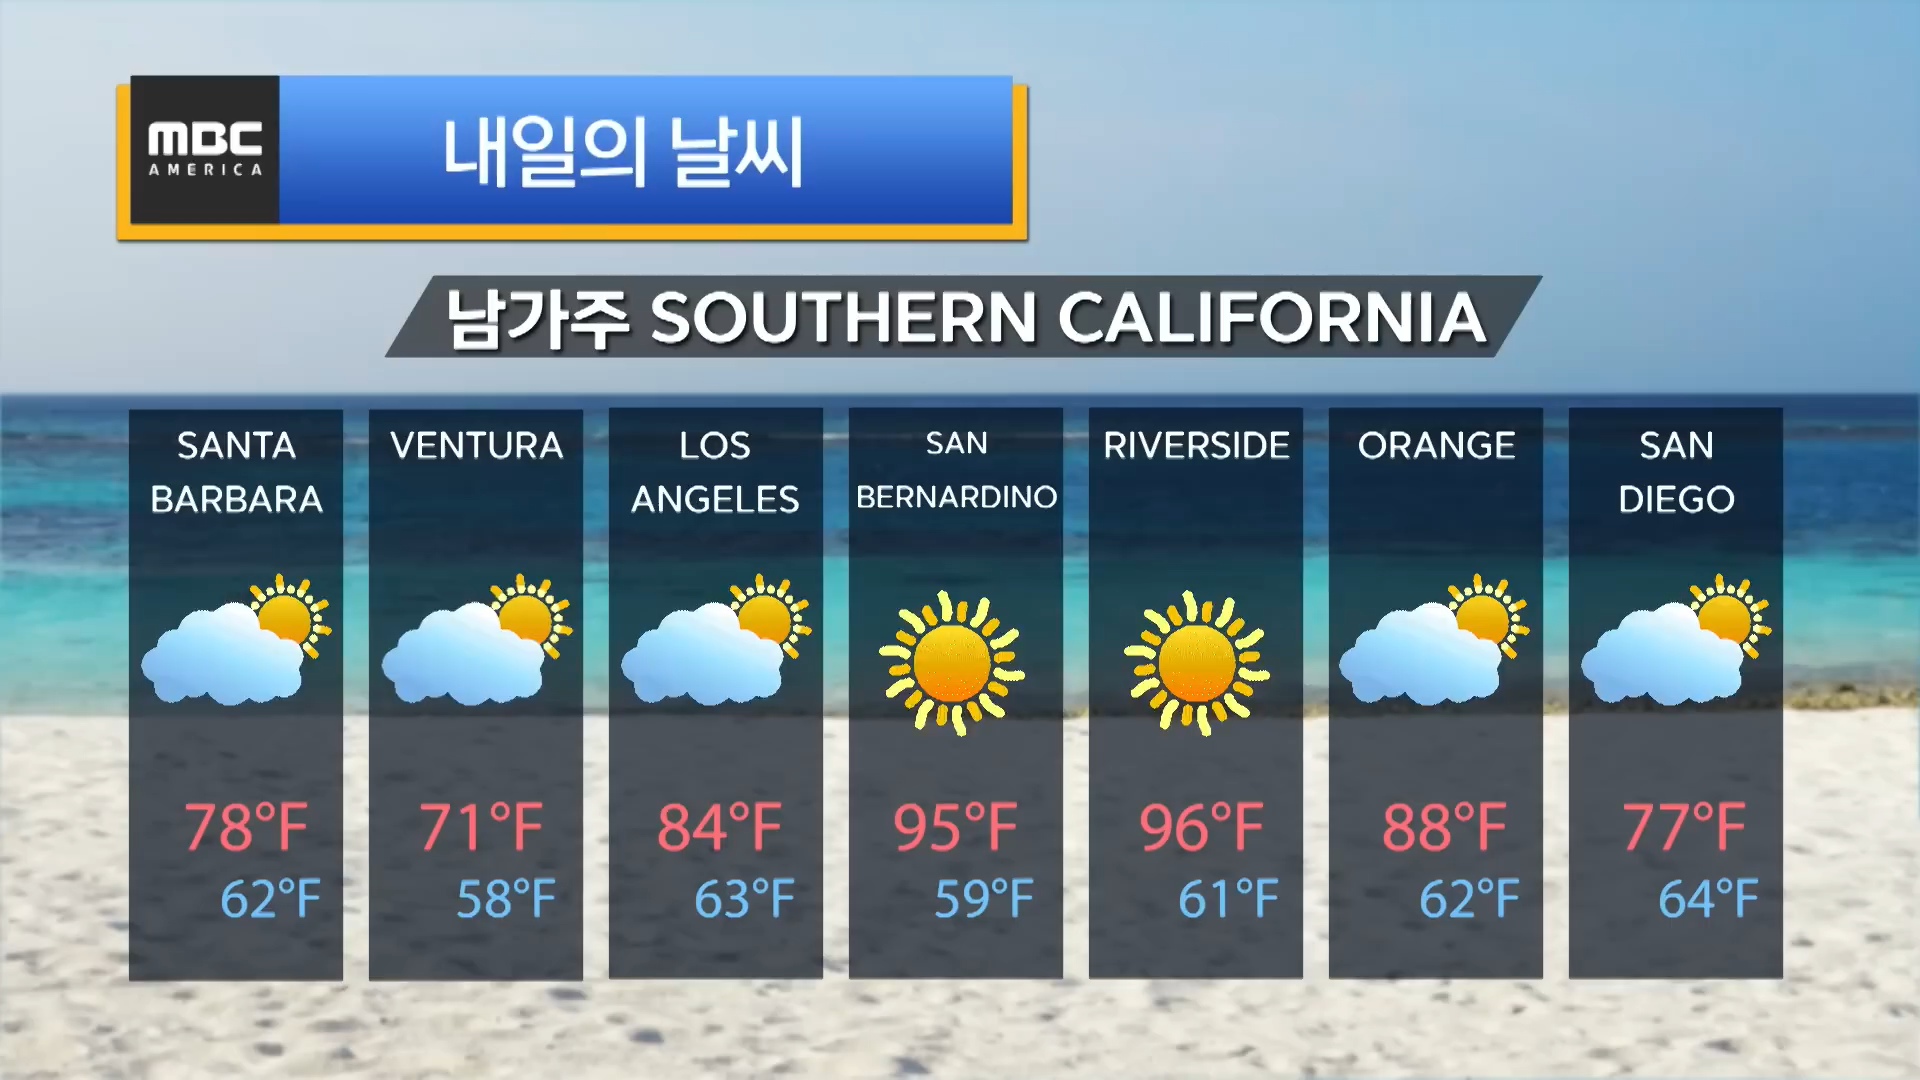 MBC
AMERICA
내일의 날씨
남가주 SOUTHERN CALIFORNIA
SANTA
BARBARA
78°F
62°F
VENTURA
71°F
58°F
LOS
ANGELES
84°F
63°F
SAN
BERNARDINO
95°F
59°F
RIVERSIDE
96°F
61°F
ORANGE
88°F
62°F
SAN
DIEGO
77°F
64°F